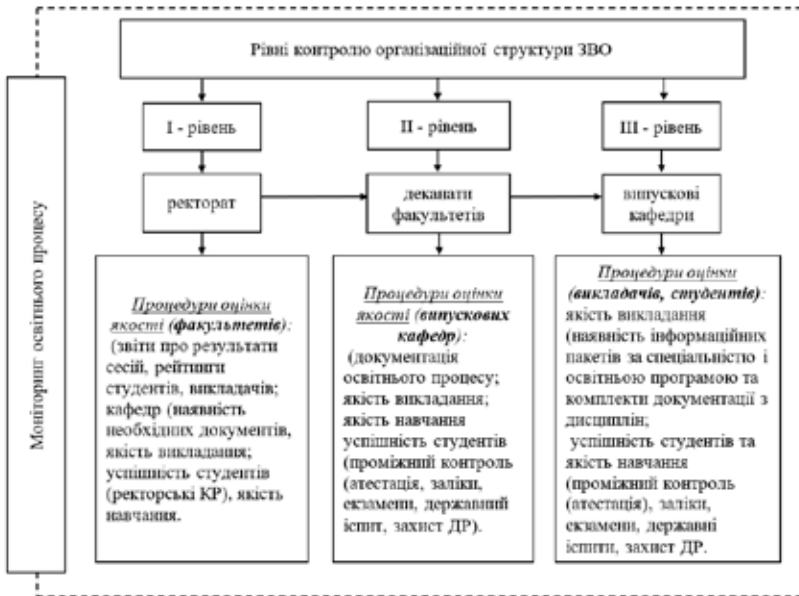 Рівні контролю організаційної структури ЗВО
Моніторинг освітнього процесу
І - рівень
ІІ - рівень
ІІІ - рівень
ректорат
деканати
факультетів
випускові
кафедри
Процедури оцінки
якості (факультетів):
(звіти про результати
сесій, рейтинги
студентів, викладачів;
кафедр (наявність
необхідних документів,
якість викладання;
успішність студентів
(ректорські КР), якість
навчання.
Процедури оцінки
якості (випускових
кафедр):
(документація
освітнього процесу;
якість викладання;
якість навчання
успішність студентів
(проміжний контроль
(атестація, заліки,
екзамени, державний
іспит, захист ДР).
Процедури оцінки
(викладачів, студентів):
якість викладання
(наявність інформаційних
пакетів за спеціальністю і
освітньою програмою та
комплекти документації з
дисциплін;
успішність студентів та
якість навчання
(проміжний контроль
(атестація), заліки,
екзамени, державні
іспити, захист ДР.